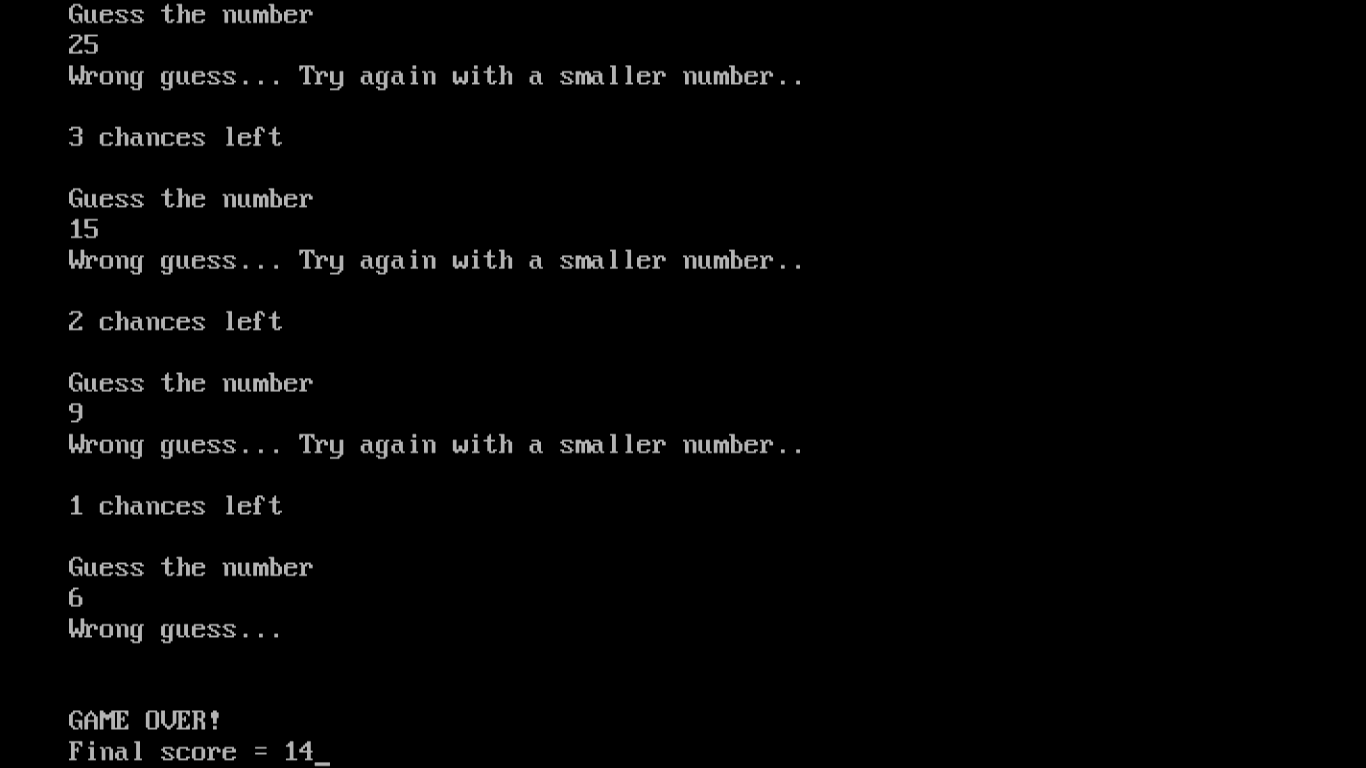 Guess the number
25
Wrong guess... Try again with a smaller number..
3 chances left
Guess the number
15
Wrong guess... Try again with a smaller number..
2 chances left
Guess the number
9
Wrong guess... Try again with a smaller number..
1 chances left
Guess the number
6
Wrong guess...
GAME OVER!
Final score = 14_